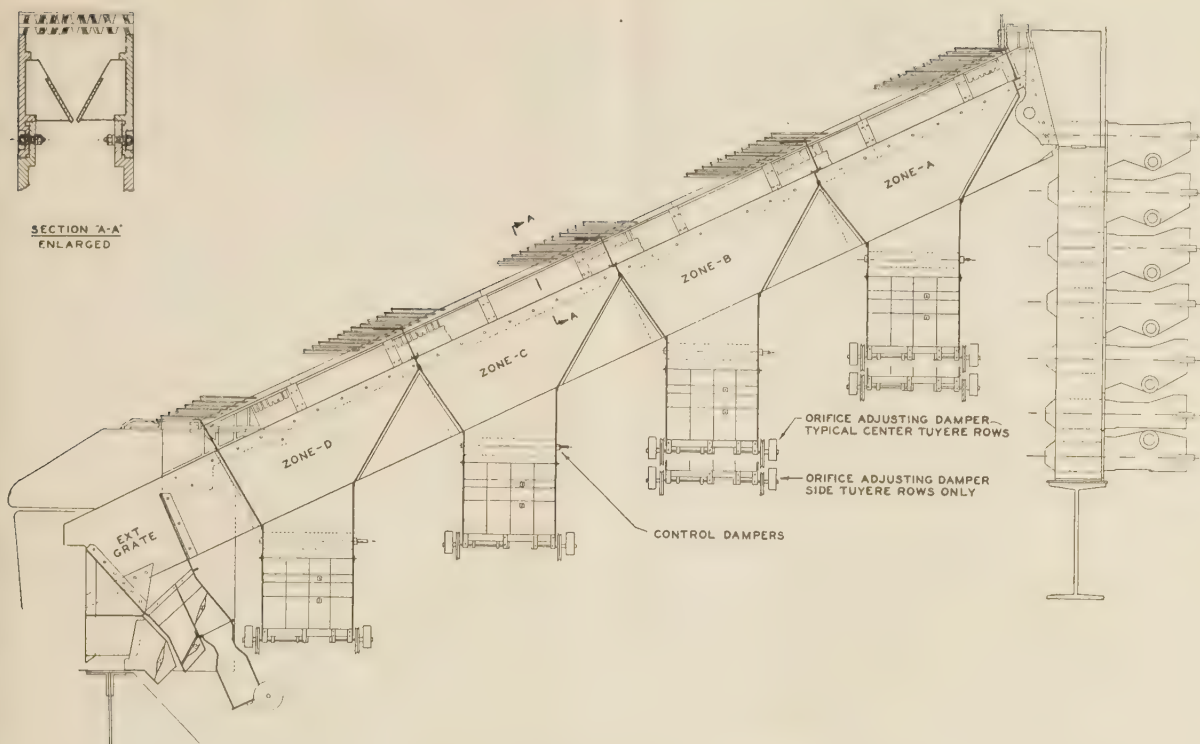 SECTION "A-A"
ENLARGED
A
A
ZONE-A
ZONE-B
ZONE-C
ZONE-D
EXT
GRATE
ORIFICE ADJUSTING DAMPER
TYPICAL CENTER TUYERE ROWS
ORIFICE ADJUSTING DAMPER
SIDE TUYERE ROWS ONLY
CONTROL DAMPERS